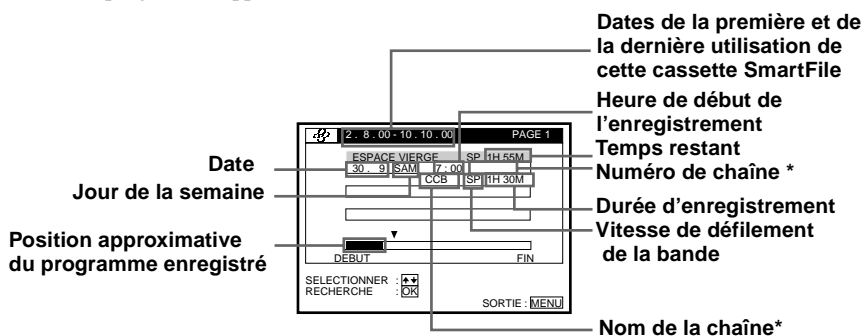 Dates de la première et de
la dernière utilisation de
cette cassette SmartFile
Heure de début de
l’enregistrement
Temps restant
Numéro de chaîne *
Durée d’enregistrement
Vitesse de défilement
de la bande
Nom de la chaîne*
Date
Jour de la semaine
Position approximative
du programme enregistré
2 . 8 . 00 - 10 . 10 . 00 PAGE 1
ESPACE VIERGE SP 1H 55M
30 . 9 SAM 7 : 00
CCB SP 1H 30M
DEBUT FIN
SELECTIONNER :
RECHERCHE : OK
SORTIE : MENU